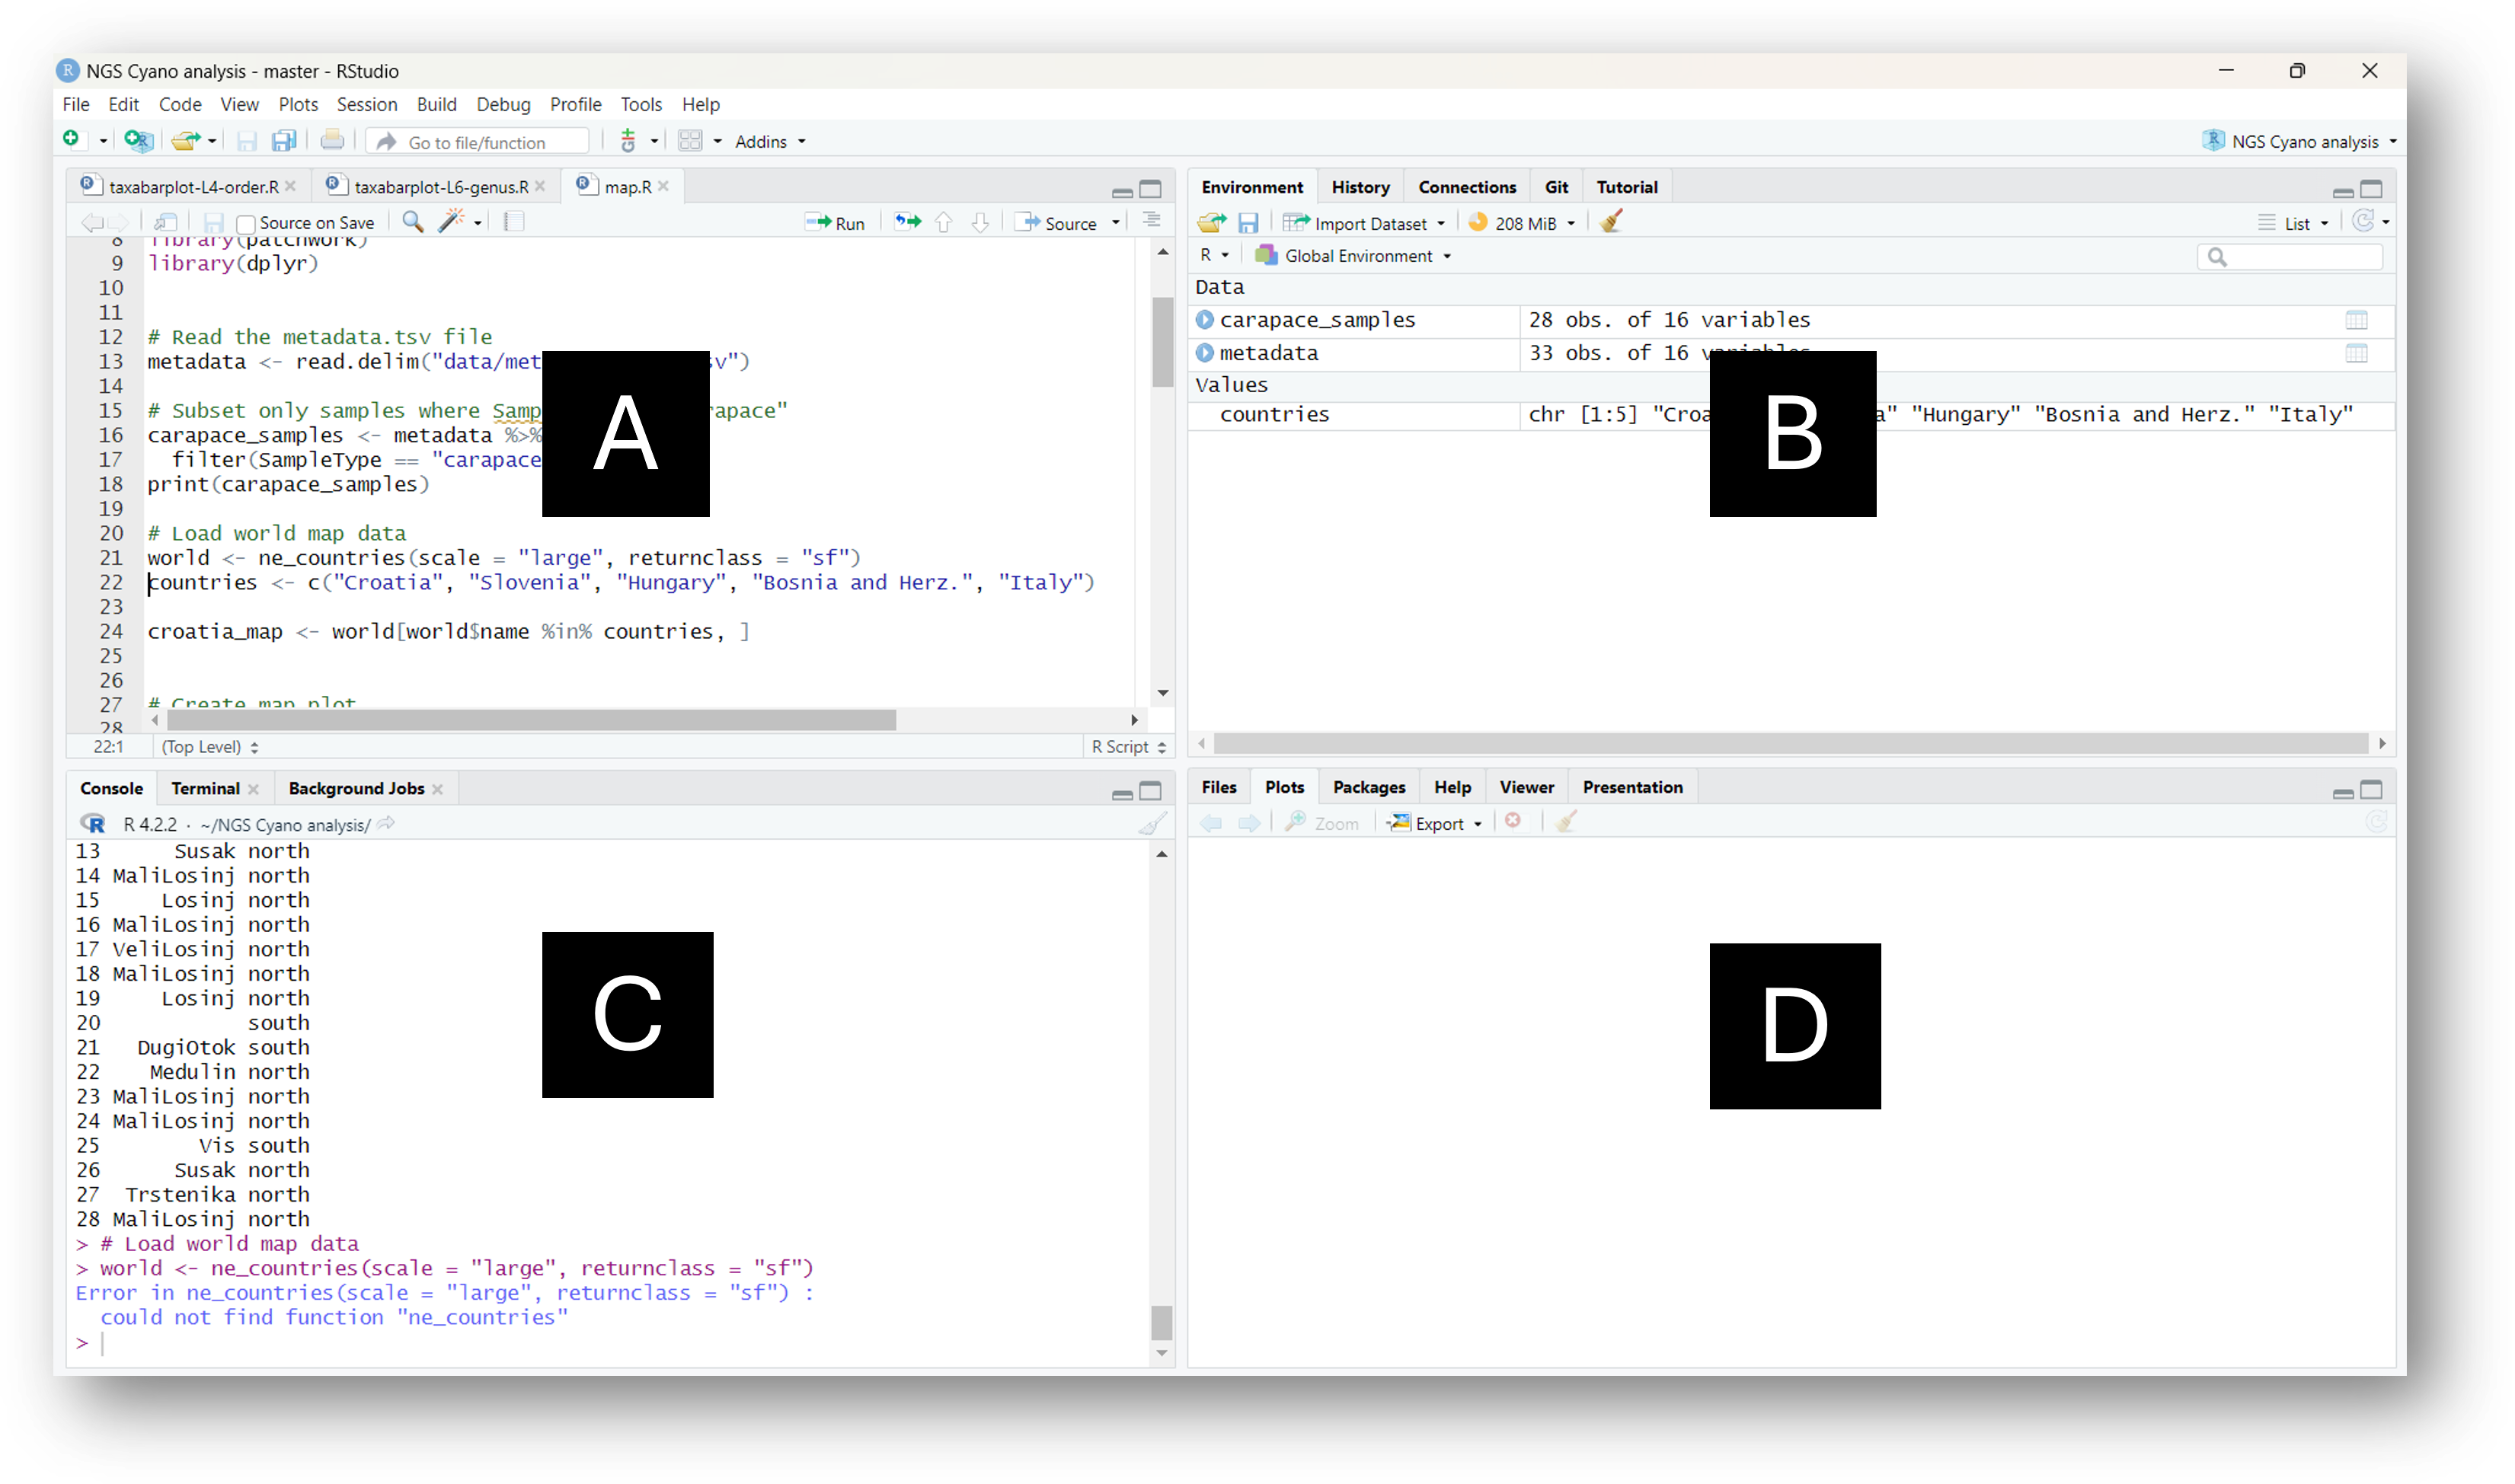 NGS Cyano analysis - master - RStudio
File Edit Code View Plots Session Build Debug Profile Tools Help
Go to file/function Addins NGS Cyano analysis
taxabarplot-L4-order.R taxabarplot-L6-genus.R map.R
Source on Save Run Source
8 library(patchwork)
9 library(dplyr)
10
11
12 # Read the metadata.tsv file
13 metadata <- read.delim("data/met sv")
14
15 # Subset only samples where Samp rapace"
16 carapace_samples <- metadata %>%
17 filter(SampleType == "carapace
18 print(carapace_samples)
19
20 # Load world map data
21 world <- ne_countries(scale = "large", returnclass = "sf")
22 countries <- c("Croatia", "Slovenia", "Hungary", "Bosnia and Herz.", "Italy")
23
24 croatia_map <- world[world$name %in% countries, ]
25
26
27 # Create map plot
28
22:1 (Top Level) R Script
A
Environment History Connections Git Tutorial
Import Dataset 208 MiB List
R Global Environment
Data
carapace_samples 28 obs. of 16 variables
metadata 33 obs. of 16 variables
Values
countries chr [1:5] "Croa a" "Hungary" "Bosnia and Herz." "Italy"
B
Console Terminal Background Jobs
R 4.2.2 · ~/NGS Cyano analysis/
13 Susak north
14 MaliLosinj north
15 Losinj north
16 MaliLosinj north
17 VeliLosinj north
18 MaliLosinj north
19 Losinj north
20 south
21 DugiOtok south
22 Medulin north
23 MaliLosinj north
24 MaliLosinj north
25 Vis south
26 Susak north
27 Trstenika north
28 MaliLosinj north
> # Load world map data
> world <- ne_countries(scale = "large", returnclass = "sf")
Error in ne_countries(scale = "large", returnclass = "sf") :
could not find function "ne_countries"
>
C
Files Plots Packages Help Viewer Presentation
Zoom Export
D